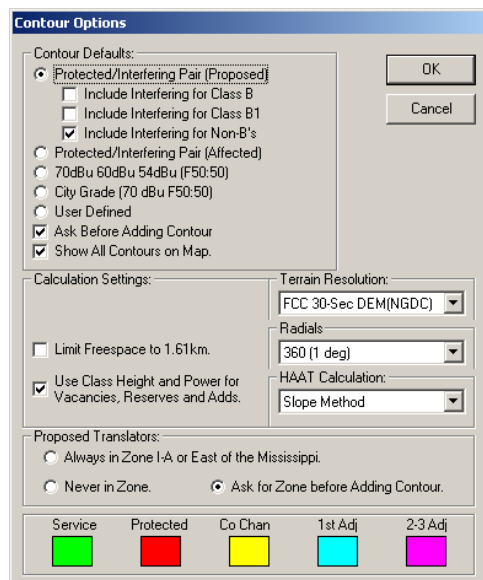 Contour Options
Contour Defaults:
Protected/Interfering Pair (Proposed)
Include Interfering for Class B
Include Interfering for Class B1
Include Interfering for Non-B's
Protected/Interfering Pair (Affected)
70dBu 60dBu 54dBu (F50:50)
City Grade (70 dBu F50:50)
User Defined
Ask Before Adding Contour
Show All Contours on Map.
OK
Cancel
Calculation Settings:
Limit Freespace to 1.61km.
Use Class Height and Power for
Vacancies, Reserves and Adds.
Terrain Resolution:
FCC 30-Sec DEM(NGDC)
Radials
360 (1 deg)
HAAT Calculation:
Slope Method
Proposed Translators:
Always in Zone I-A or East of the Mississippi.
Never in Zone.
Ask for Zone before Adding Contour.
Service
Protected
Co Chan
1st Adj
2-3 Adj